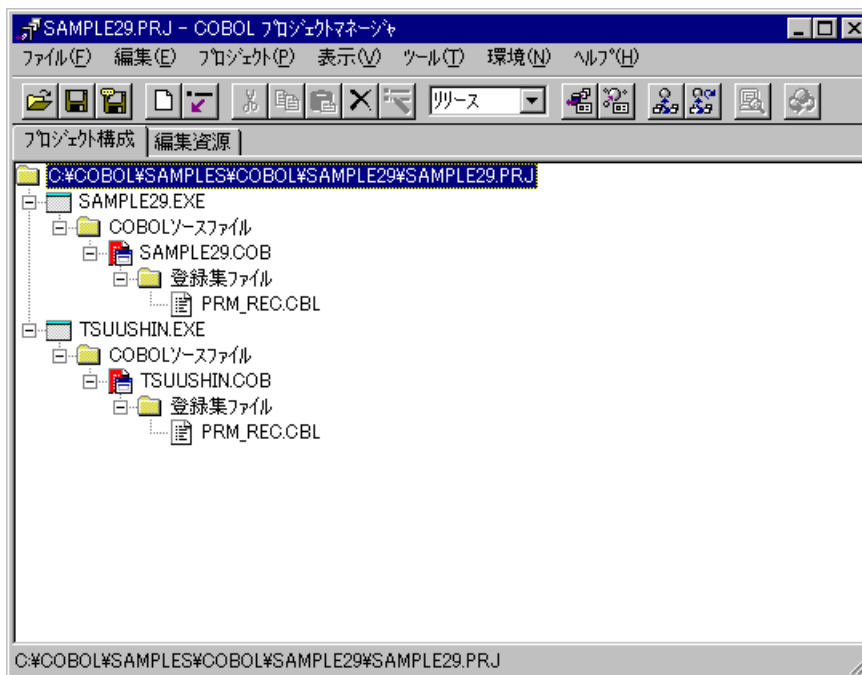 SAMPLE29.PRJ - COBOL プロジェクトマネージャ
ファイル(F) 編集(E) プロジェクト(P) 表示(V) ツール(T) 環境(N) ヘルプ(H)
リリース
プロジェクト構成 編集資源
C:¥COBOL¥SAMPLES¥COBOL¥SAMPLE29¥SAMPLE29.PRJ
SAMPLE29.EXE
COBOLソースファイル
SAMPLE29.COB
登録集ファイル
PRM_REC.CBL
TSUUSHIN.EXE
COBOLソースファイル
TSUUSHIN.COB
登録集ファイル
PRM_REC.CBL
C:¥COBOL¥SAMPLES¥COBOL¥SAMPLE29¥SAMPLE29.PRJ